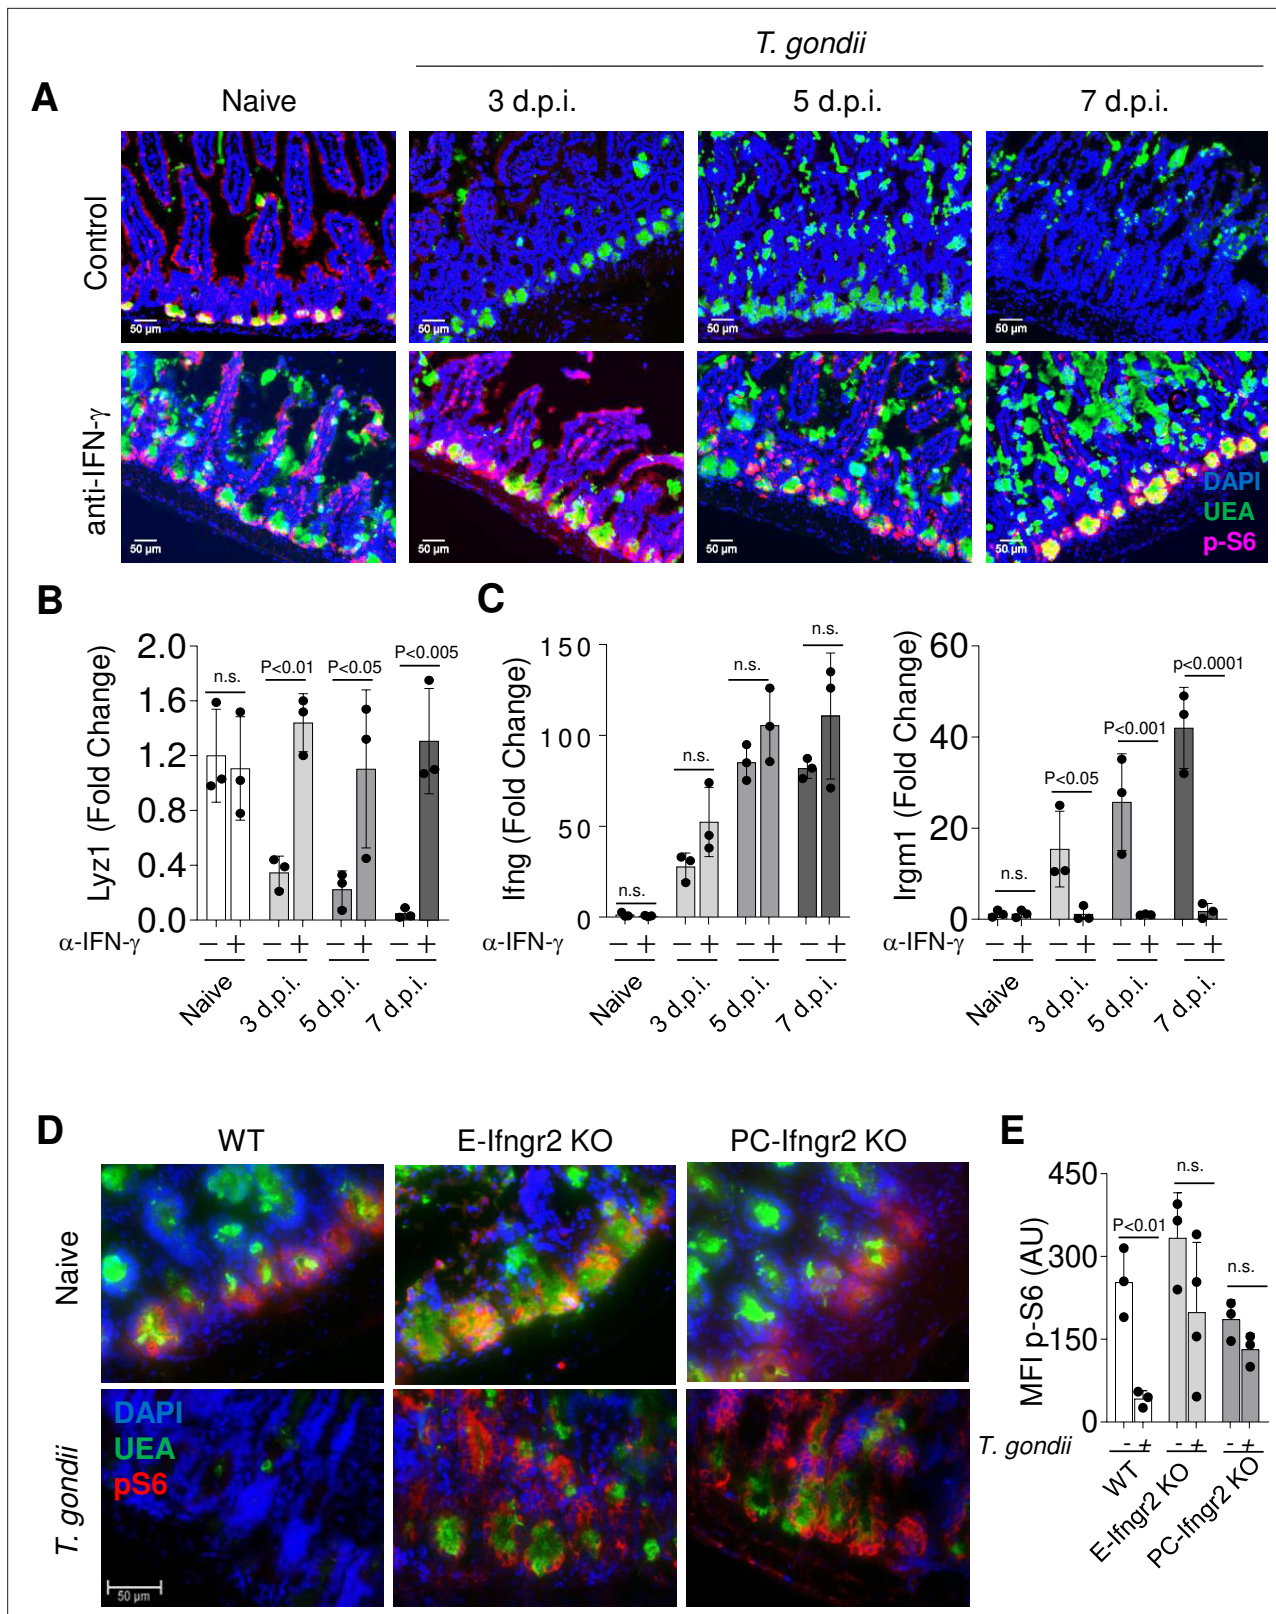 T. gondii
A
Naive
3 d.p.i.
5 d.p.i.
7 d.p.i.
Control
50 µm
50 µm
50 µm
50 µm
anti-IFN-γ
C
DAPI
UEA
p-S6
50 µm
50 µm
50 µm
50 µm
B
Lyz1 (Fold Change)
2.0
1.6
1.2
0.8
0.4
0.0
n.s.
P<0.01
P<0.05
P<0.005
α-IFN-γ
– + – + – + – +
Naive
3 d.p.i.
5 d.p.i.
7 d.p.i.
C
Ifng (Fold Change)
150
100
50
0
n.s.
n.s.
n.s.
n.s.
α-IFN-γ
– + – + – + – +
Naive
3 d.p.i.
5 d.p.i.
7 d.p.i.
Irgm1 (Fold Change)
60
40
20
0
n.s.
P<0.05
P<0.001
p<0.0001
α-IFN-γ
– + – + – + – +
Naive
3 d.p.i.
5 d.p.i.
7 d.p.i.
D
WT
E-Ifngr2 KO
PC-Ifngr2 KO
Naive
T. gondii
DAPI
UEA
pS6
50 µm
E
MFI p-S6 (AU)
450
300
150
0
P<0.01
n.s.
n.s.
T. gondii
- + - + - +
WT
E-Ifngr2 KO
PC-Ifngr2 KO